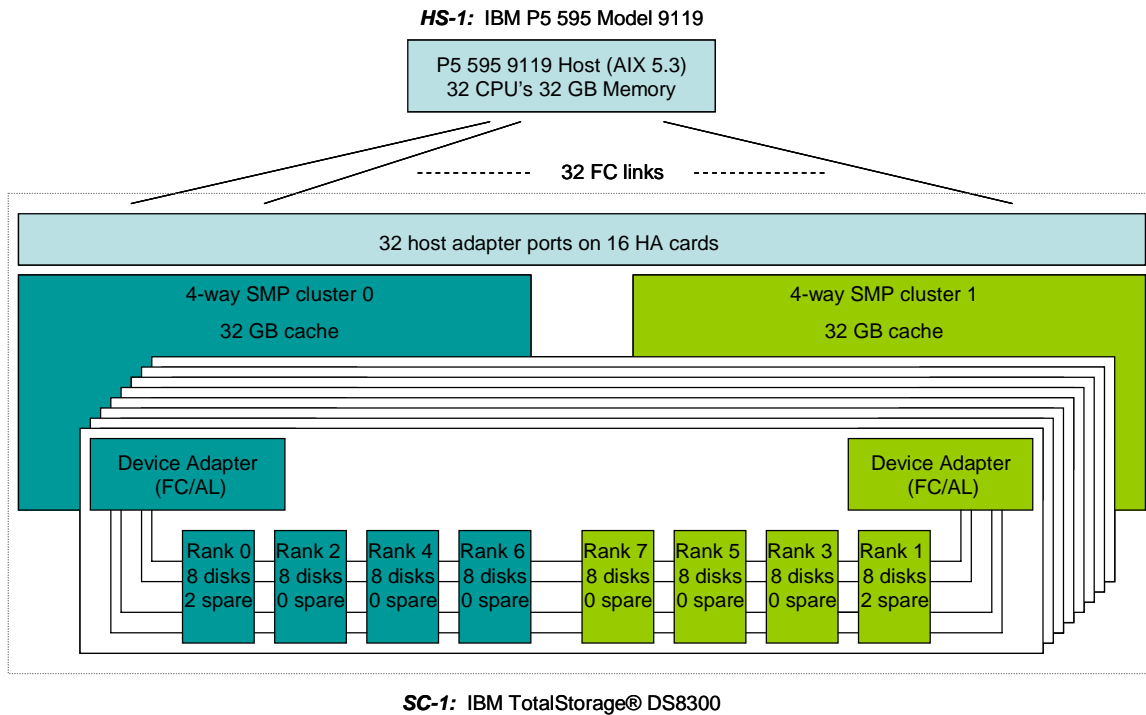 HS-1: IBM P5 595 Model 9119
P5 595 9119 Host (AIX 5.3)
32 CPU's 32 GB Memory
32 FC links
32 host adapter ports on 16 HA cards
4-way SMP cluster 0
32 GB cache
4-way SMP cluster 1
32 GB cache
Device Adapter
(FC/AL)
Device Adapter
(FC/AL)
Rank 0
8 disks
2 spare
Rank 2
8 disks
0 spare
Rank 4
8 disks
0 spare
Rank 6
8 disks
0 spare
Rank 7
8 disks
0 spare
Rank 5
8 disks
0 spare
Rank 3
8 disks
0 spare
Rank 1
8 disks
2 spare
SC-1: IBM TotalStorage® DS8300